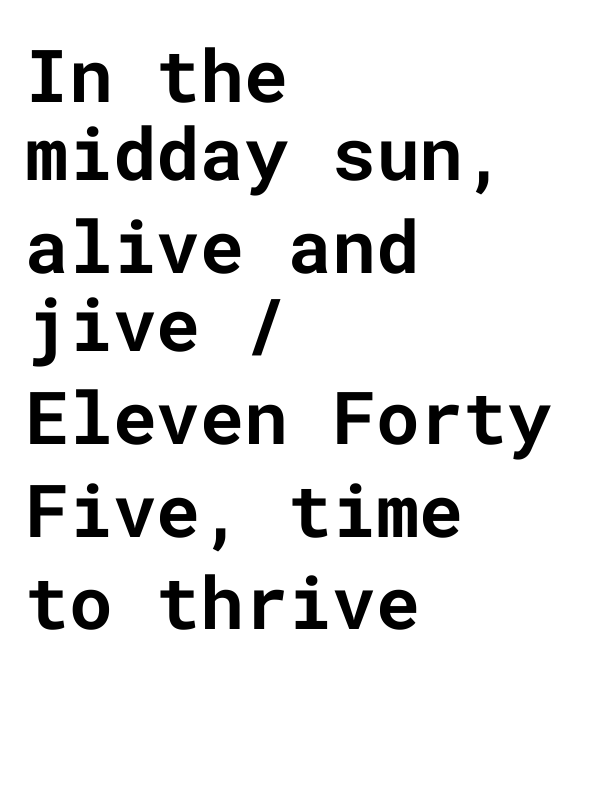 In the
midday sun,
alive and
jive /
Eleven Forty
Five, time
to thrive